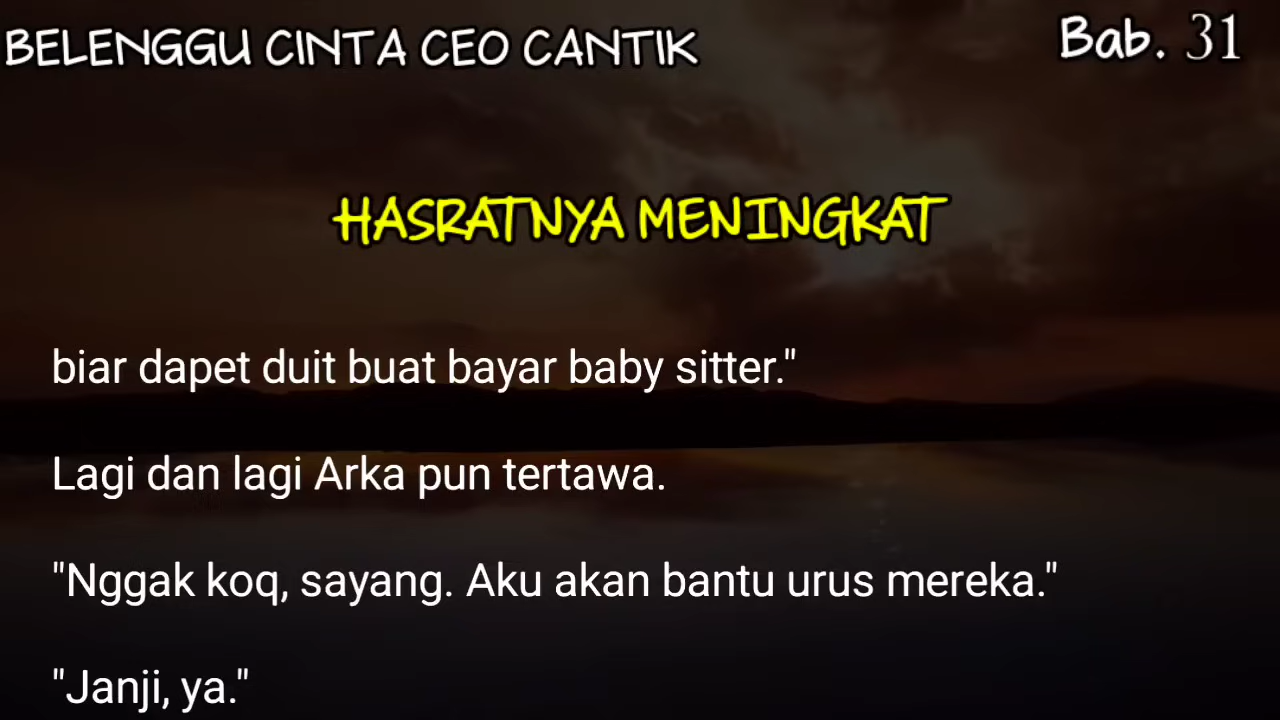 BELENGGU CINTA CEO CANTIK
Bab. 31
HASRATNYA MENINGKAT
biar dapet duit buat bayar baby sitter."
Lagi dan lagi Arka pun tertawa.
"Nggak koq, sayang. Aku akan bantu urus mereka."
"Janji, ya."